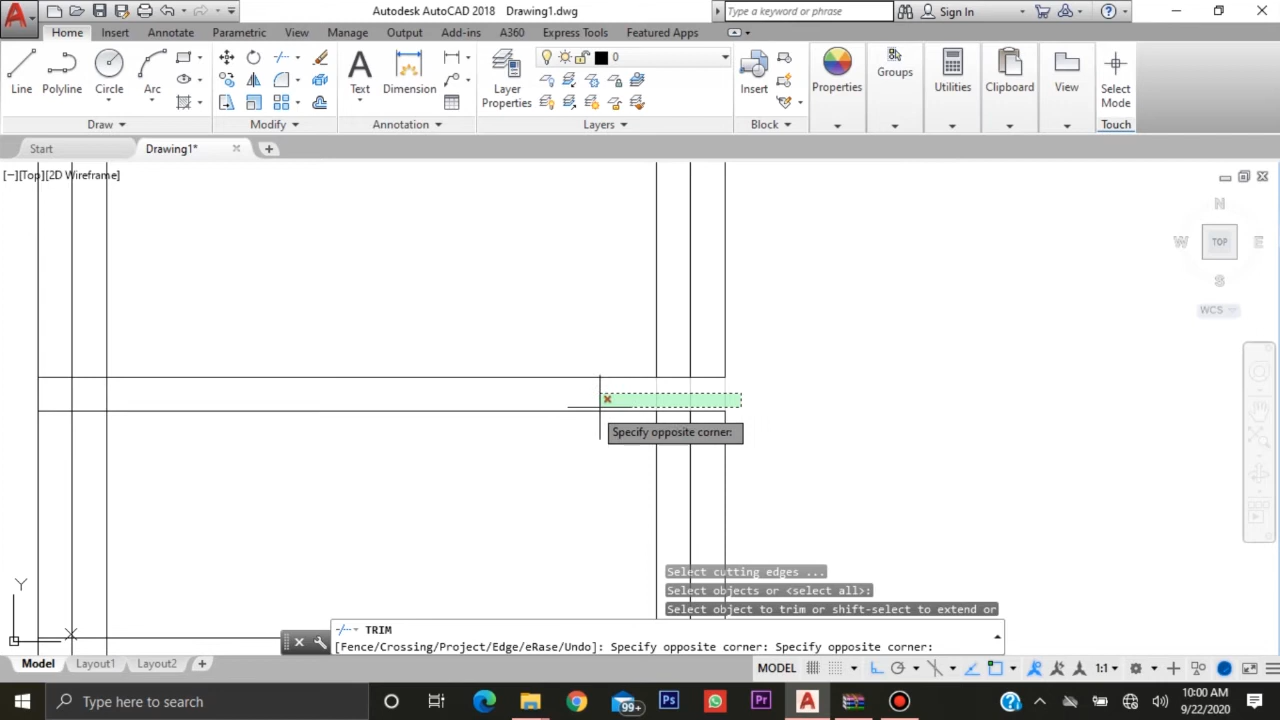 Autodesk AutoCAD 2018 Drawing1.dwg
Type a keyword or phrase
Sign In
Home Insert Annotate Parametric View Manage Output Add-ins A360 Express Tools Featured Apps
Line Polyline Circle Arc
Text Dimension
Layer Properties
0
Insert
Properties
Groups
Utilities
Clipboard
View
Select Mode
Draw Modify Annotation Layers Block Touch
Start Drawing1*
[−][Top][2D Wireframe]
N
W TOP E
S
WCS
Specify opposite corner:
Y
Select cutting edges ...
Select objects or <select all>:
Select object to trim or shift-select to extend or
TRIM
[Fence/Crossing/Project/Edge/eRase/Undo]: Specify opposite corner: Specify opposite corner:
Model Layout1 Layout2
MODEL 1:1
Type here to search
99+
Ps
Pr
A
10:00 AM
9/22/2020